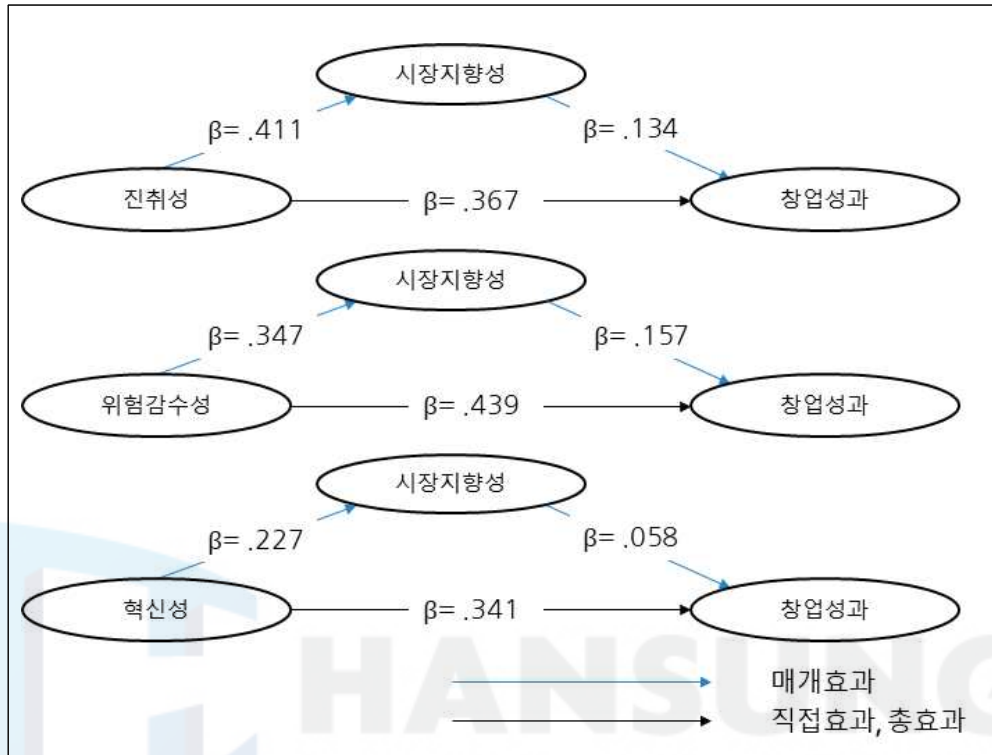 시장지향성
β= .411
β= .134
진취성
β= .367
창업성과
시장지향성
β= .347
β= .157
위험감수성
β= .439
창업성과
시장지향성
β= .227
β= .058
혁신성
β= .341
창업성과
HANSUNG
매개효과
직접효과, 총효과